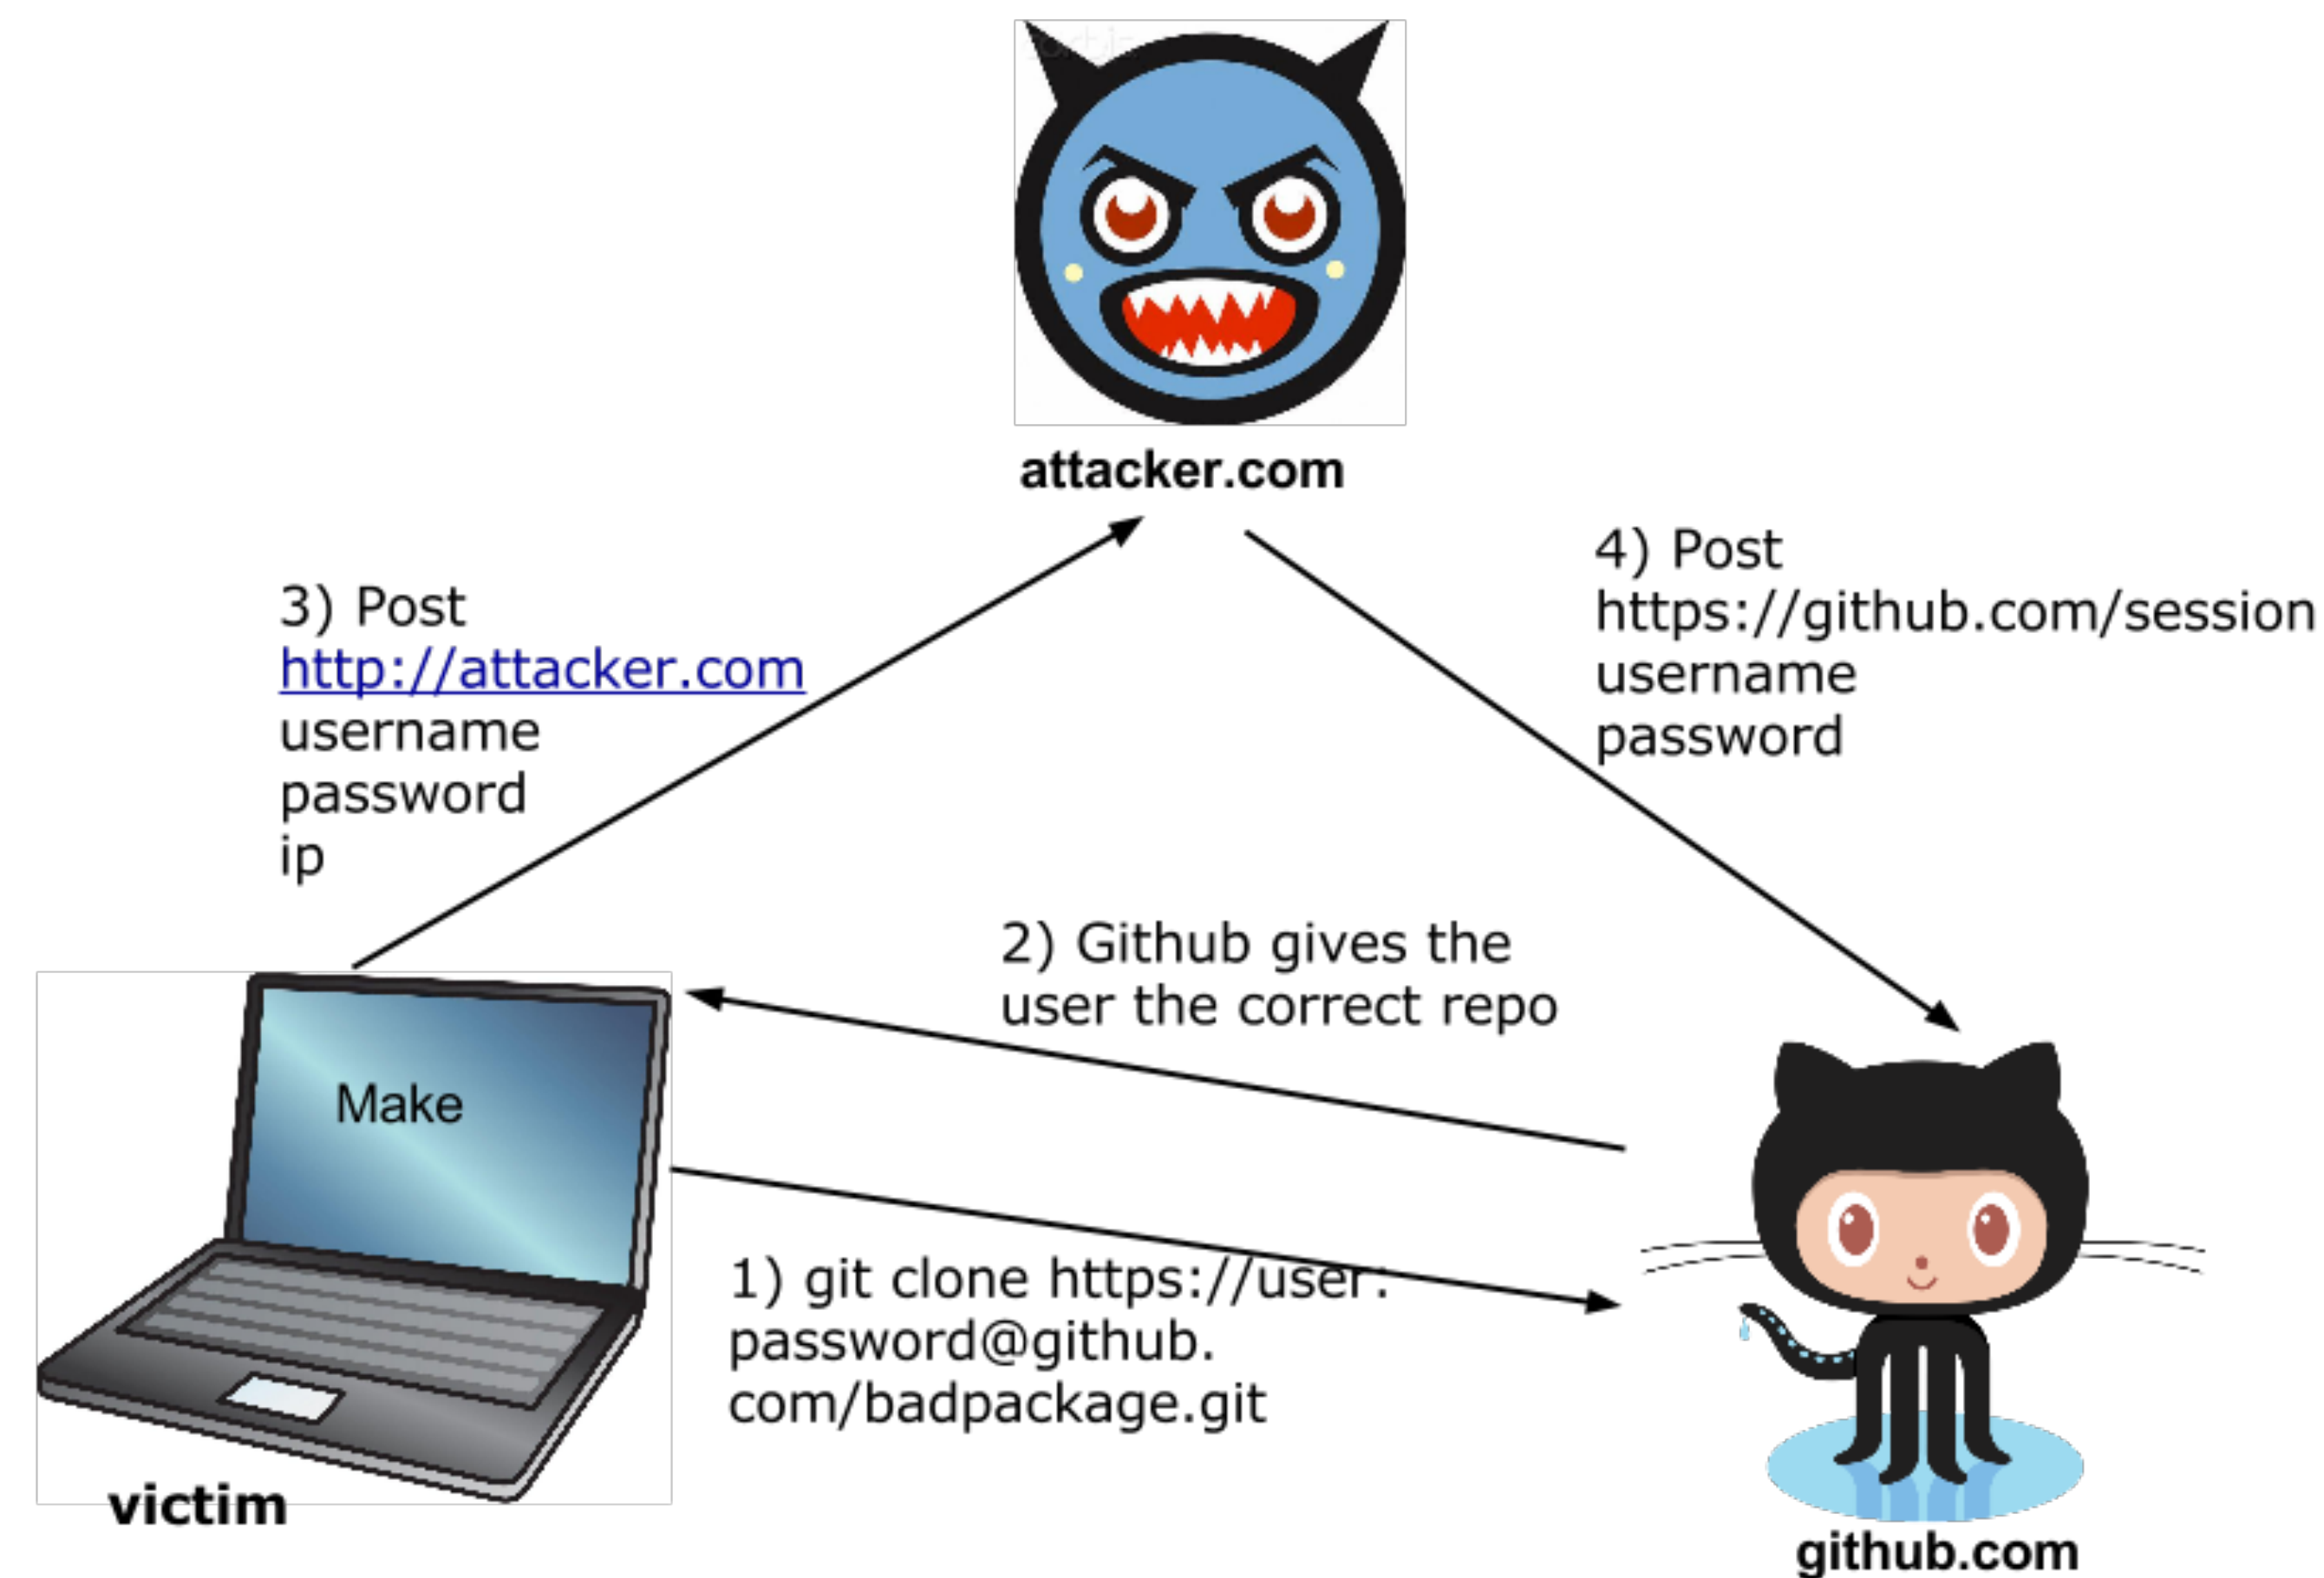 attacker.com
3) Post
http://attacker.com
username
password
ip
4) Post
https://github.com/session
username
password
2) Github gives the
user the correct repo
Make
1) git clone https://user:
password@github.
com/badpackage.git
victim
github.com